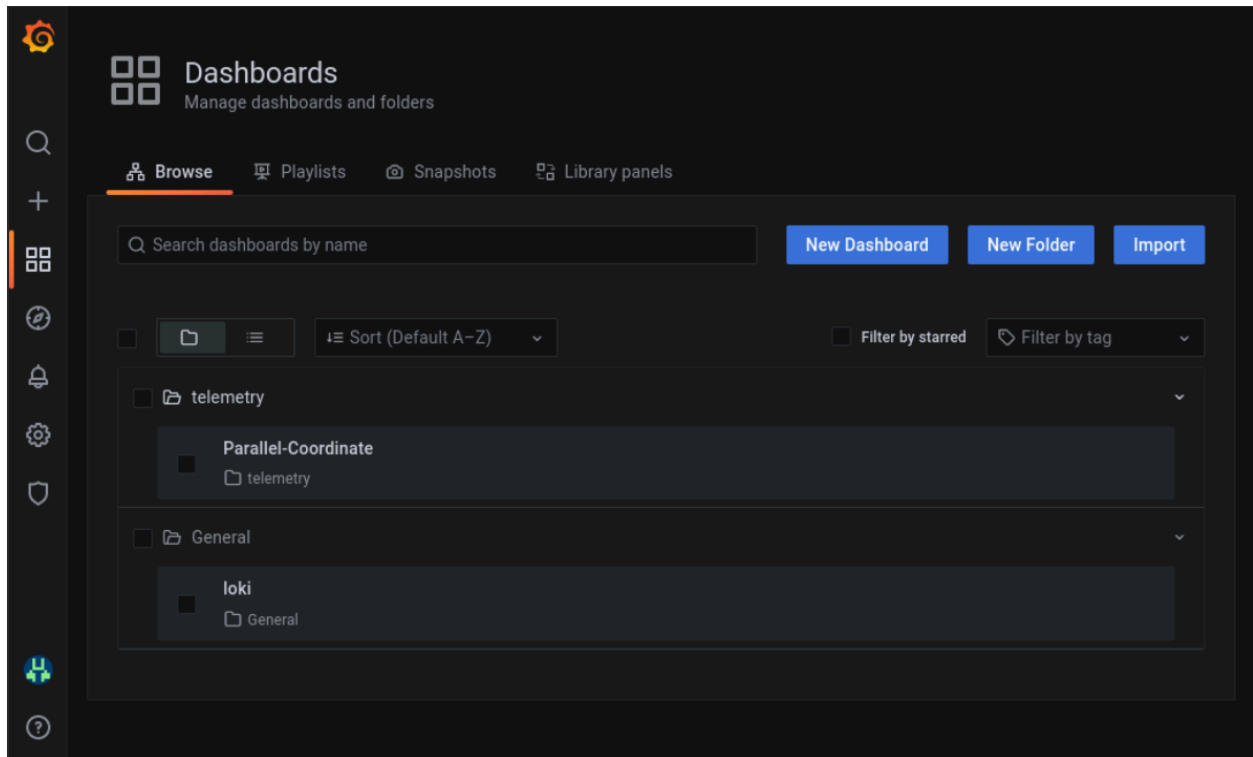 Dashboards
Manage dashboards and folders
Browse Playlists Snapshots Library panels
Search dashboards by name New Dashboard New Folder Import
Sort (Default A–Z) Filter by starred Filter by tag
telemetry
Parallel-Coordinate
telemetry
General
loki
General